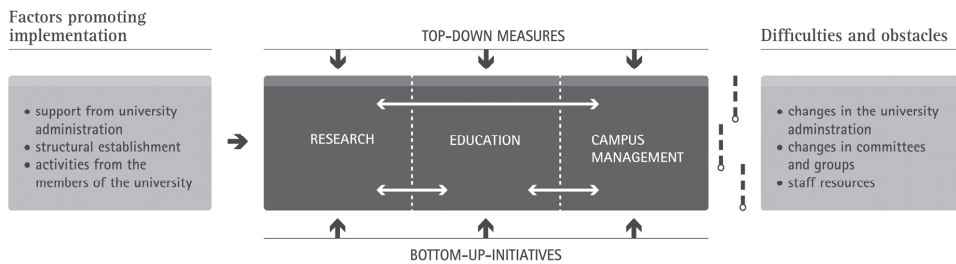 Factors promoting
implementation
• support from university
administration
• structural establishment
• activities from the
members of the university
TOP-DOWN MEASURES
RESEARCH
EDUCATION
CAMPUS
MANAGEMENT
BOTTOM-UP-INITIATIVES
Difficulties and obstacles
• changes in the university
adminstration
• changes in committees
and groups
• staff resources